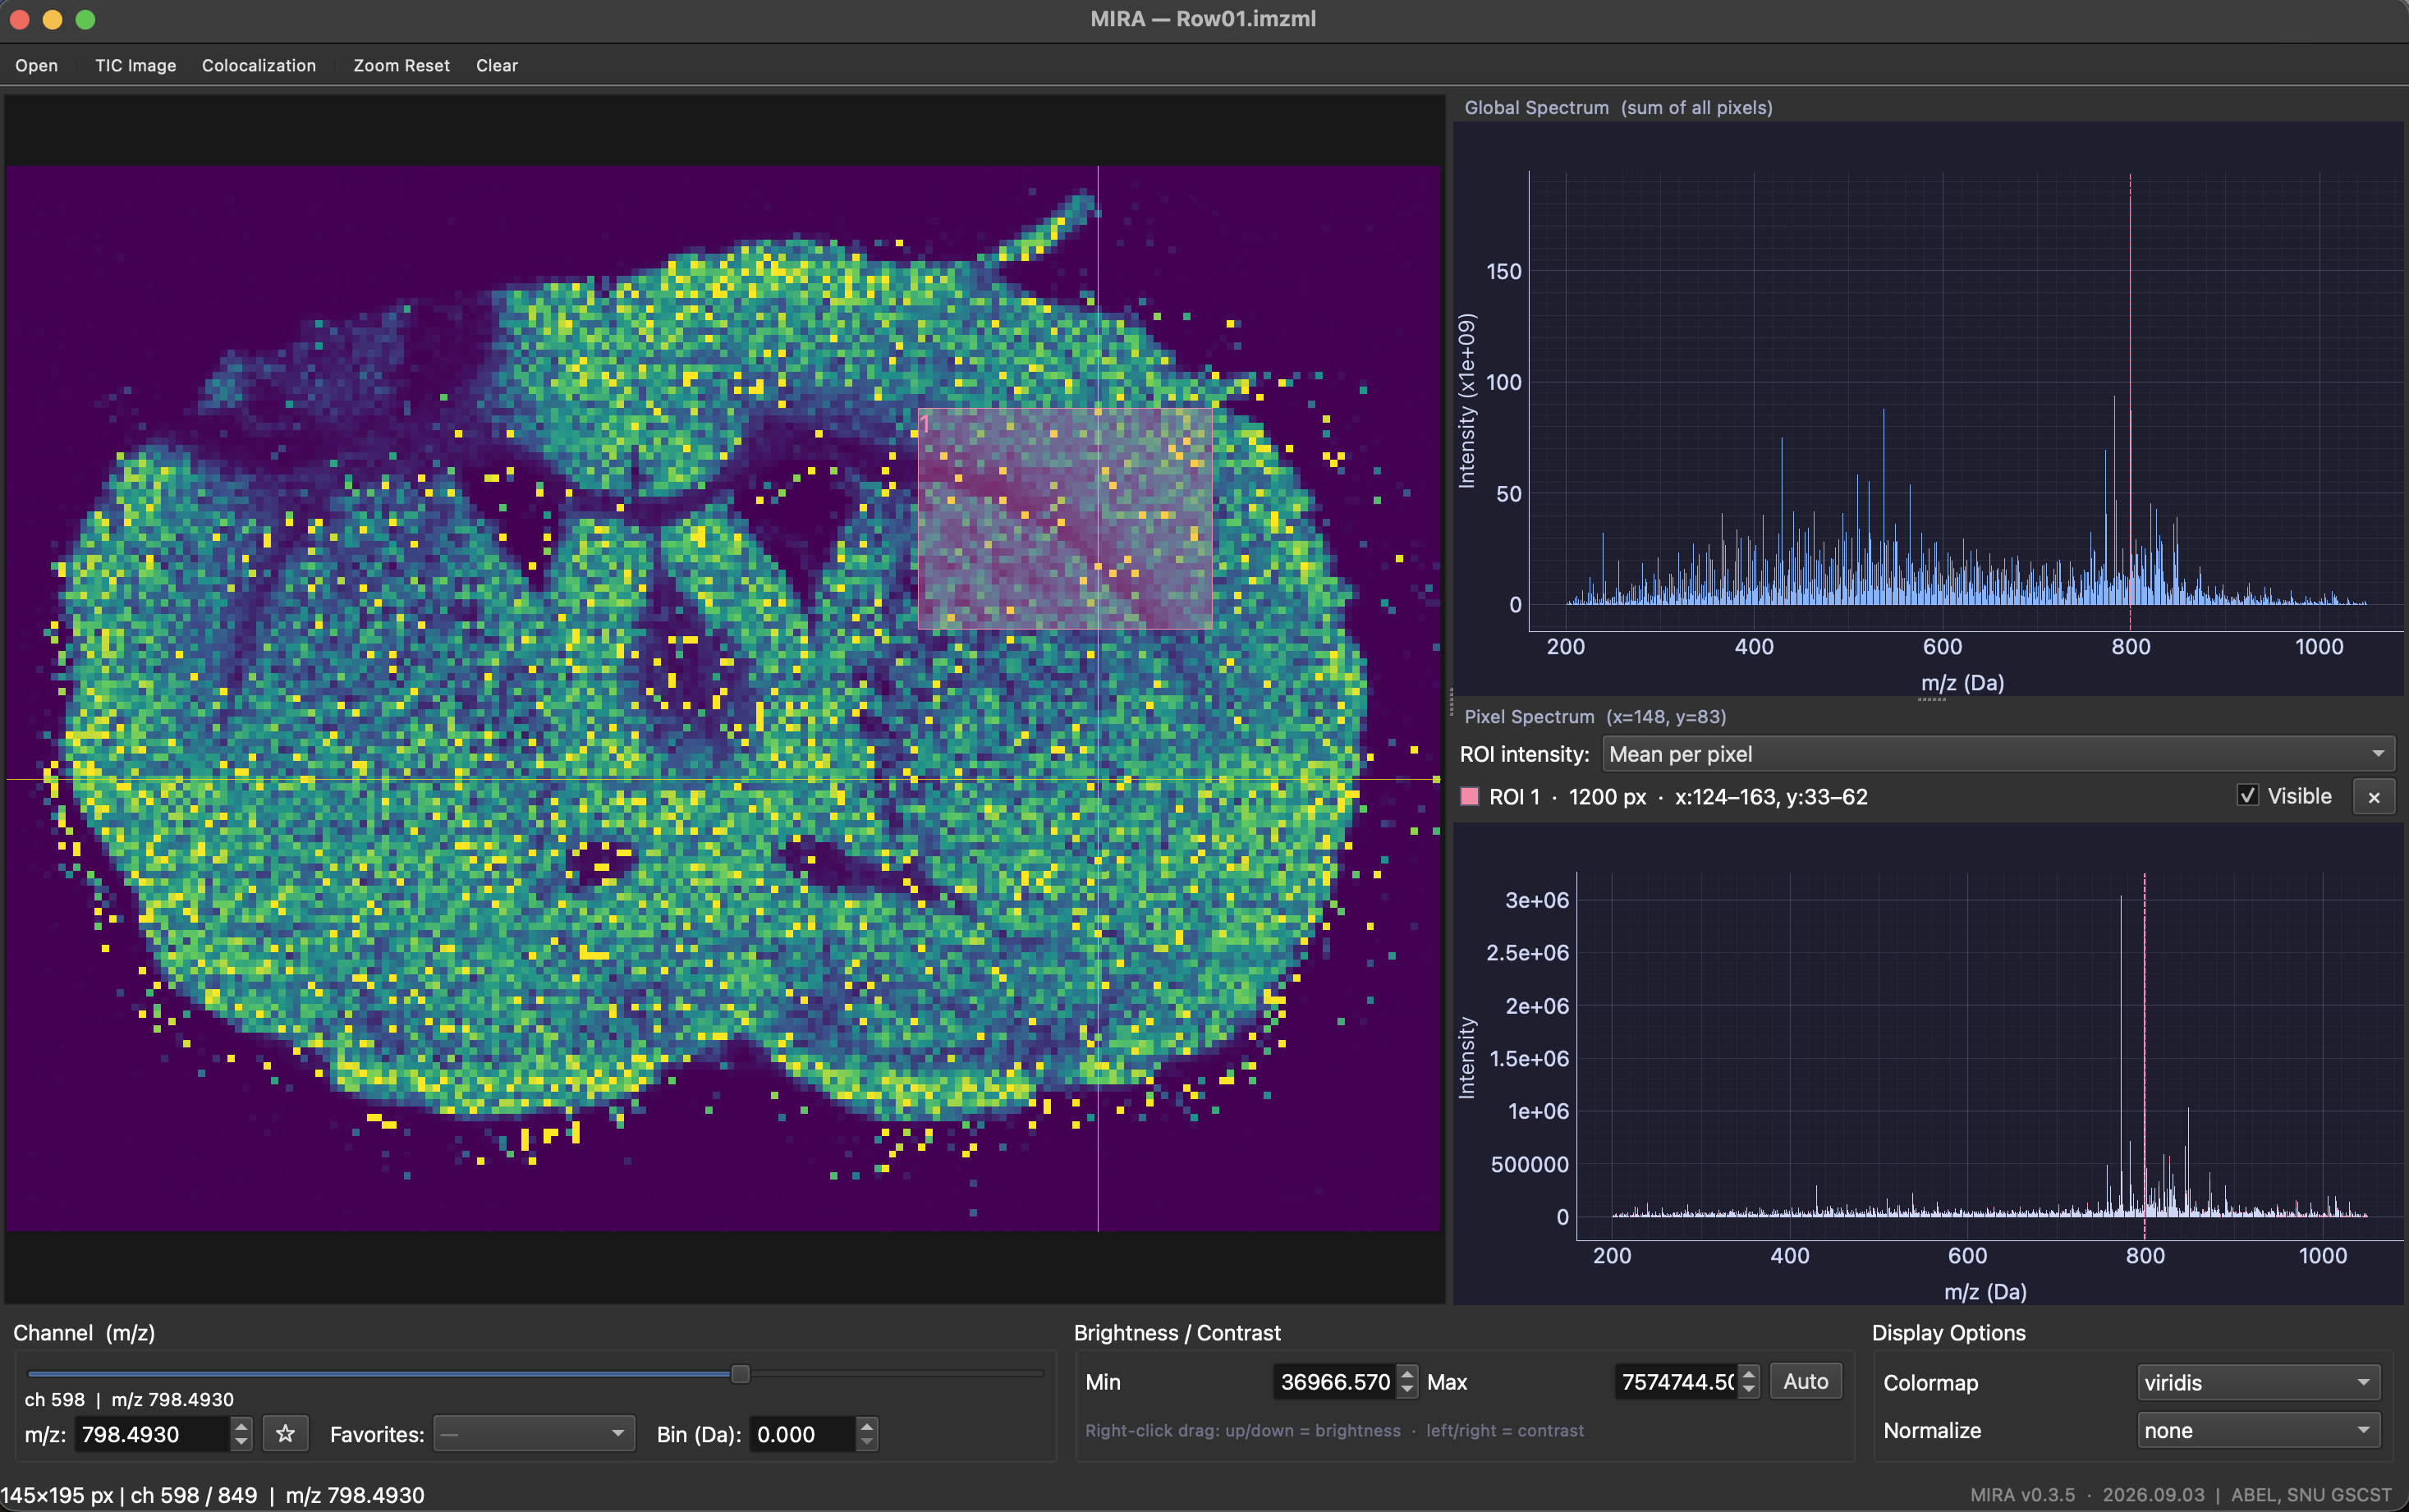 MIRA — Row01.imzml
Open TIC Image Colocalization Zoom Reset Clear
1
Global Spectrum (sum of all pixels)
Intensity (x1e+09)
150
100
50
0
200 400 600 800 1000
m/z (Da)
Pixel Spectrum (x=148, y=83)
ROI intensity: Mean per pixel
ROI 1 · 1200 px · x:124–163, y:33–62 Visible ×
Intensity
3e+06
2.5e+06
2e+06
1.5e+06
1e+06
500000
0
200 400 600 800 1000
m/z (Da)
Channel (m/z)
ch 598 | m/z 798.4930
m/z: 798.4930 Favorites: — Bin (Da): 0.000
Brightness / Contrast
Min 36966.570 Max 7574744.50 Auto
Right-click drag: up/down = brightness · left/right = contrast
Display Options
Colormap viridis
Normalize none
145×195 px | ch 598 / 849 | m/z 798.4930
MIRA v0.3.5 · 2026.09.03 | ABEL, SNU GSCST